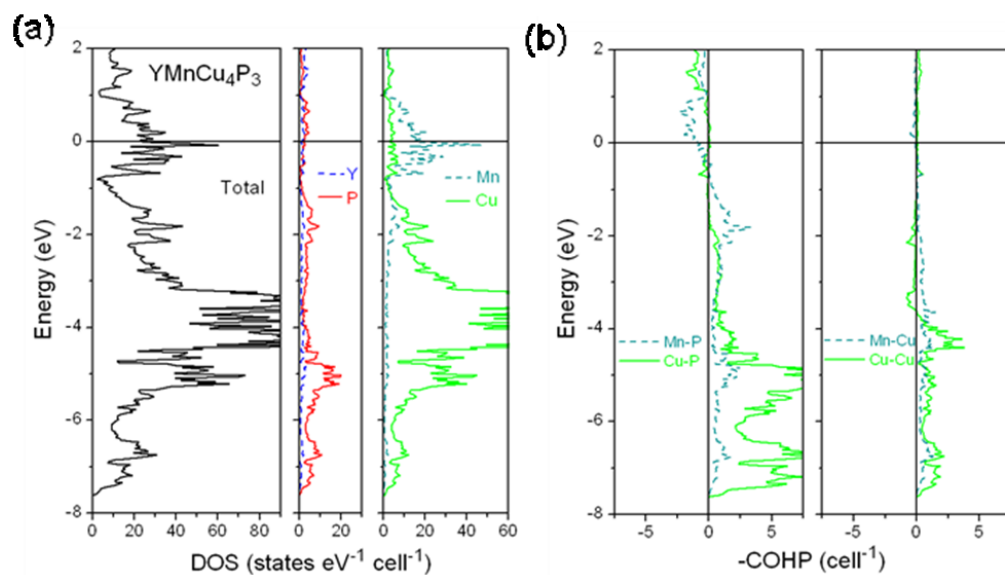 (a)
(b)
YMnCu₄P₃
Total
Y
P
Mn
Cu
Mn-P
Cu-P
Mn-Cu
Cu-Cu
Energy (eV)
2
0
-2
-4
-6
-8
0 20 40 60 80
0 20
0 20 40 60
DOS (states eV⁻¹ cell⁻¹)
Energy (eV)
2
0
-2
-4
-6
-8
-5 0 5
-5 0 5
-COHP (cell⁻¹)